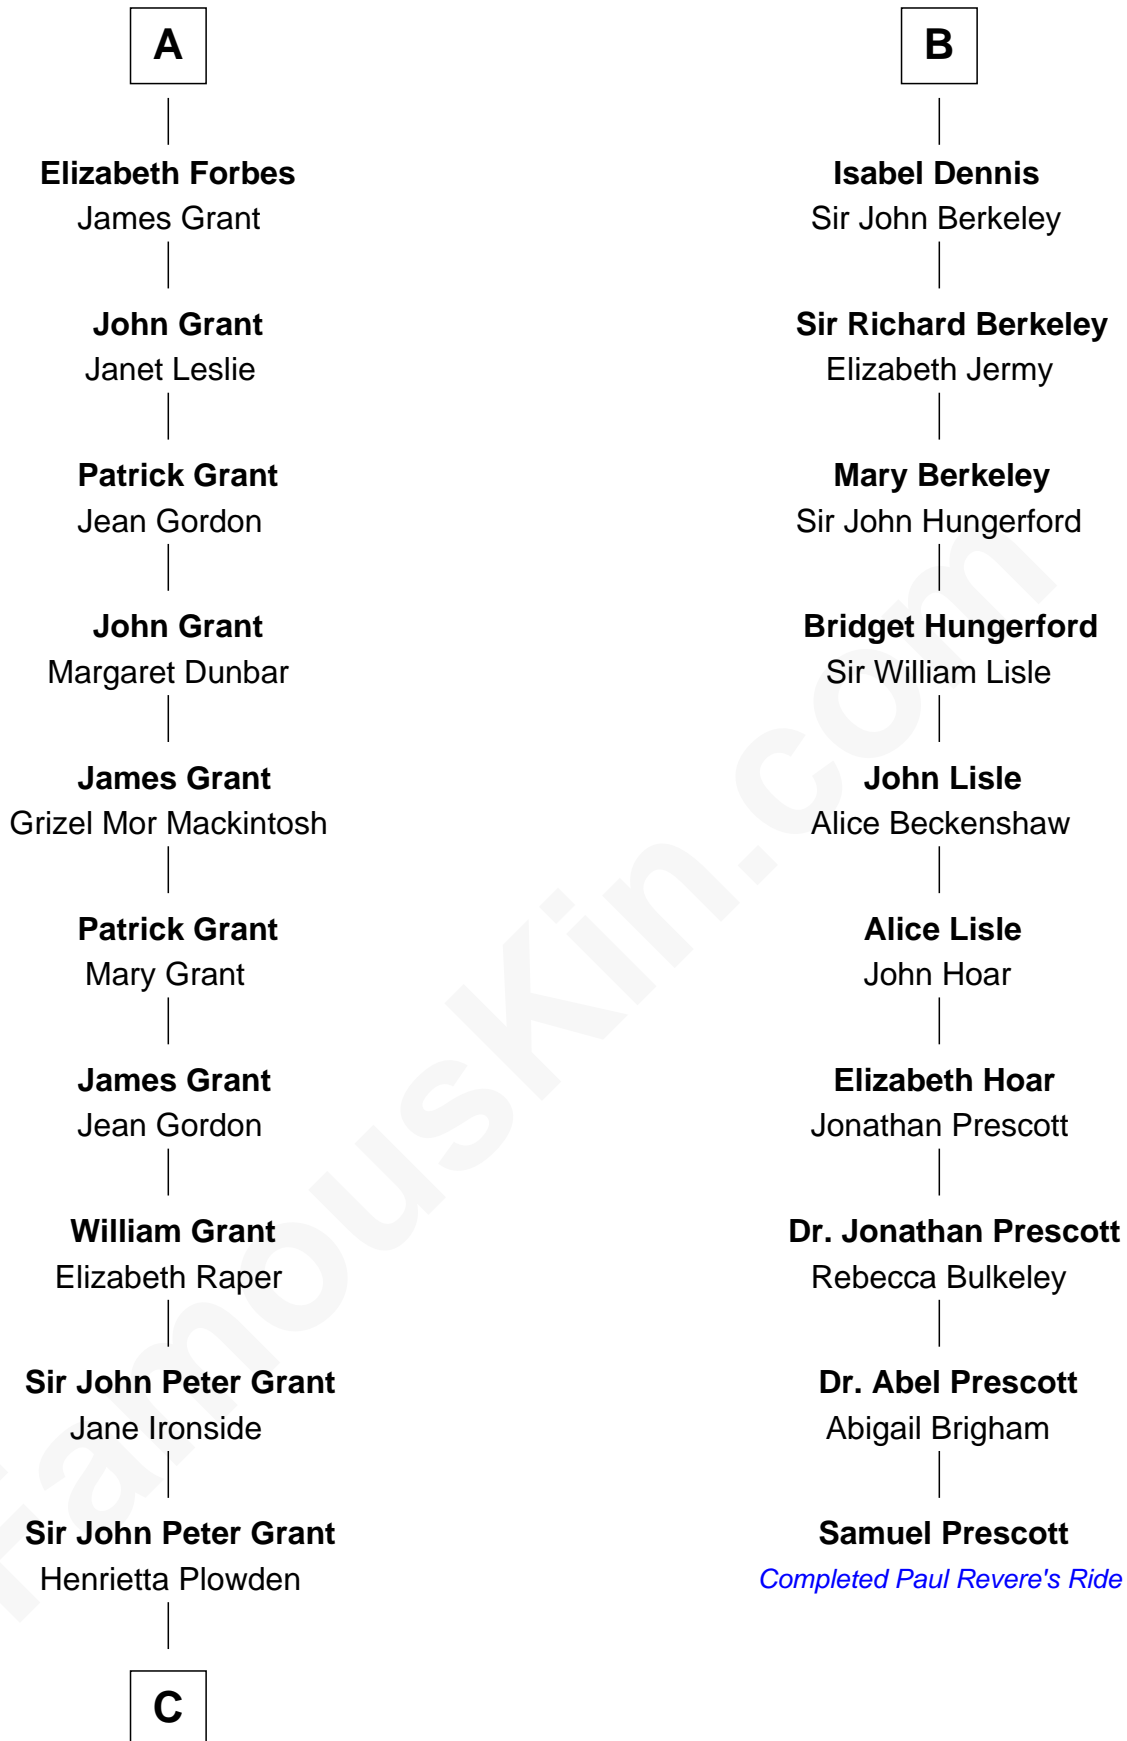 A
Elizabeth Forbes
James Grant
John Grant
Janet Leslie
Patrick Grant
Jean Gordon
John Grant
Margaret Dunbar
James Grant
Grizel Mor Mackintosh
Patrick Grant
Mary Grant
James Grant
Jean Gordon
William Grant
Elizabeth Raper
Sir John Peter Grant
Jane Ironside
Sir John Peter Grant
Henrietta Plowden
C
B
Isabel Dennis
Sir John Berkeley
Sir Richard Berkeley
Elizabeth Jermy
Mary Berkeley
Sir John Hungerford
Bridget Hungerford
Sir William Lisle
John Lisle
Alice Beckenshaw
Alice Lisle
John Hoar
Elizabeth Hoar
Jonathan Prescott
Dr. Jonathan Prescott
Rebecca Bulkeley
Dr. Abel Prescott
Abigail Brigham
Samuel Prescott
Completed Paul Revere's Ride
FamousKin.com